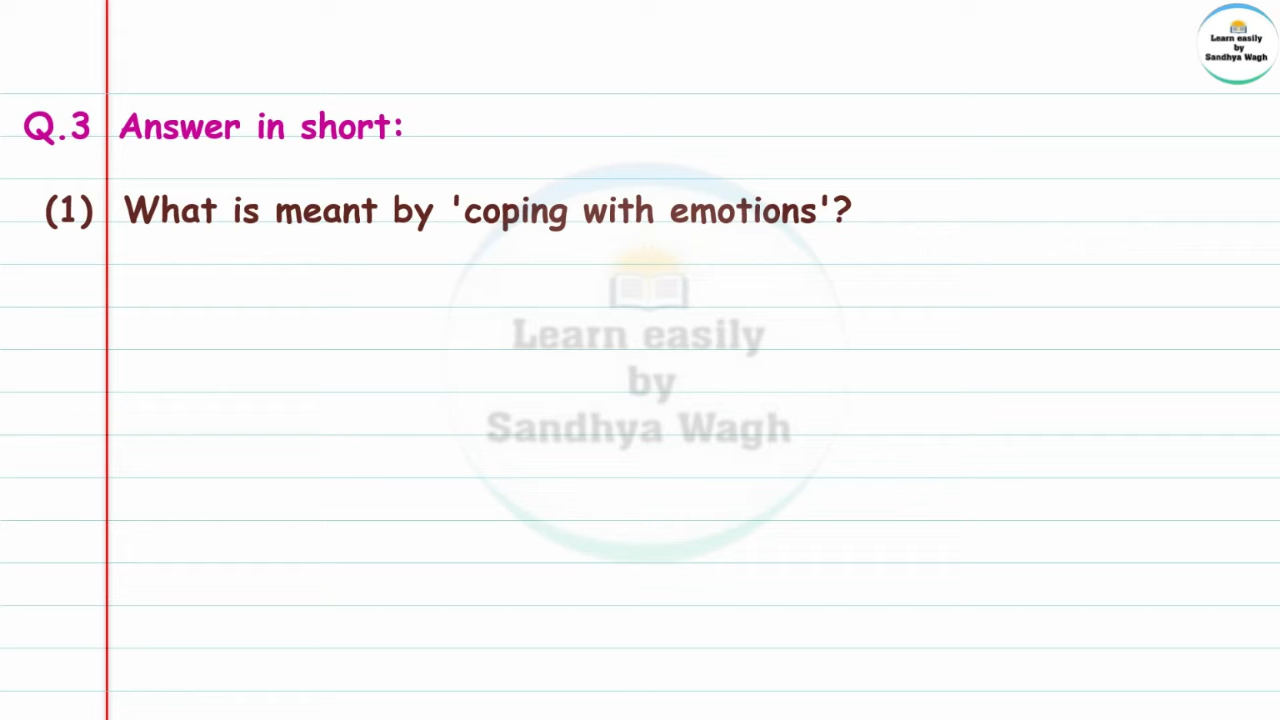 Learn easily
by
Sandhya Wagh
Q.3 Answer in short:
(1) What is meant by 'coping with emotions'?
Learn easily
by
Sandhya Wagh